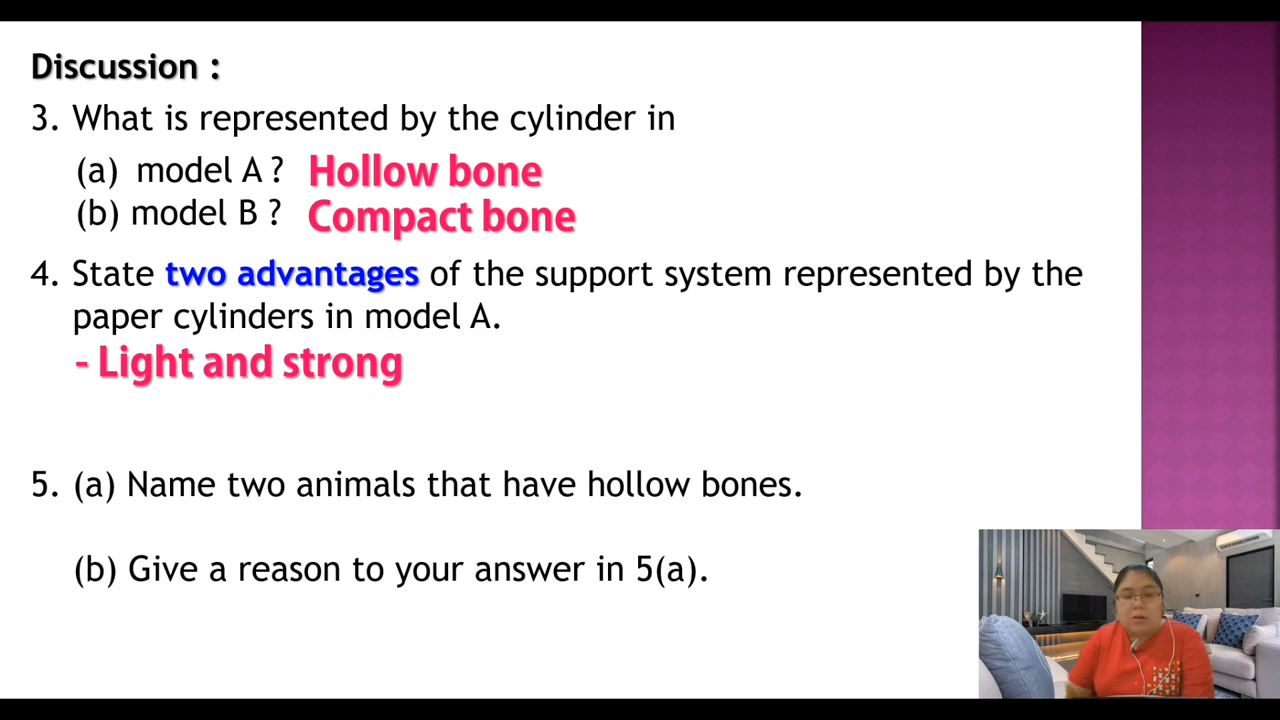 Discussion :
3. What is represented by the cylinder in
(a) model A ? Hollow bone
(b) model B ? Compact bone
4. State two advantages of the support system represented by the
paper cylinders in model A.
- Light and strong
5. (a) Name two animals that have hollow bones.
(b) Give a reason to your answer in 5(a).